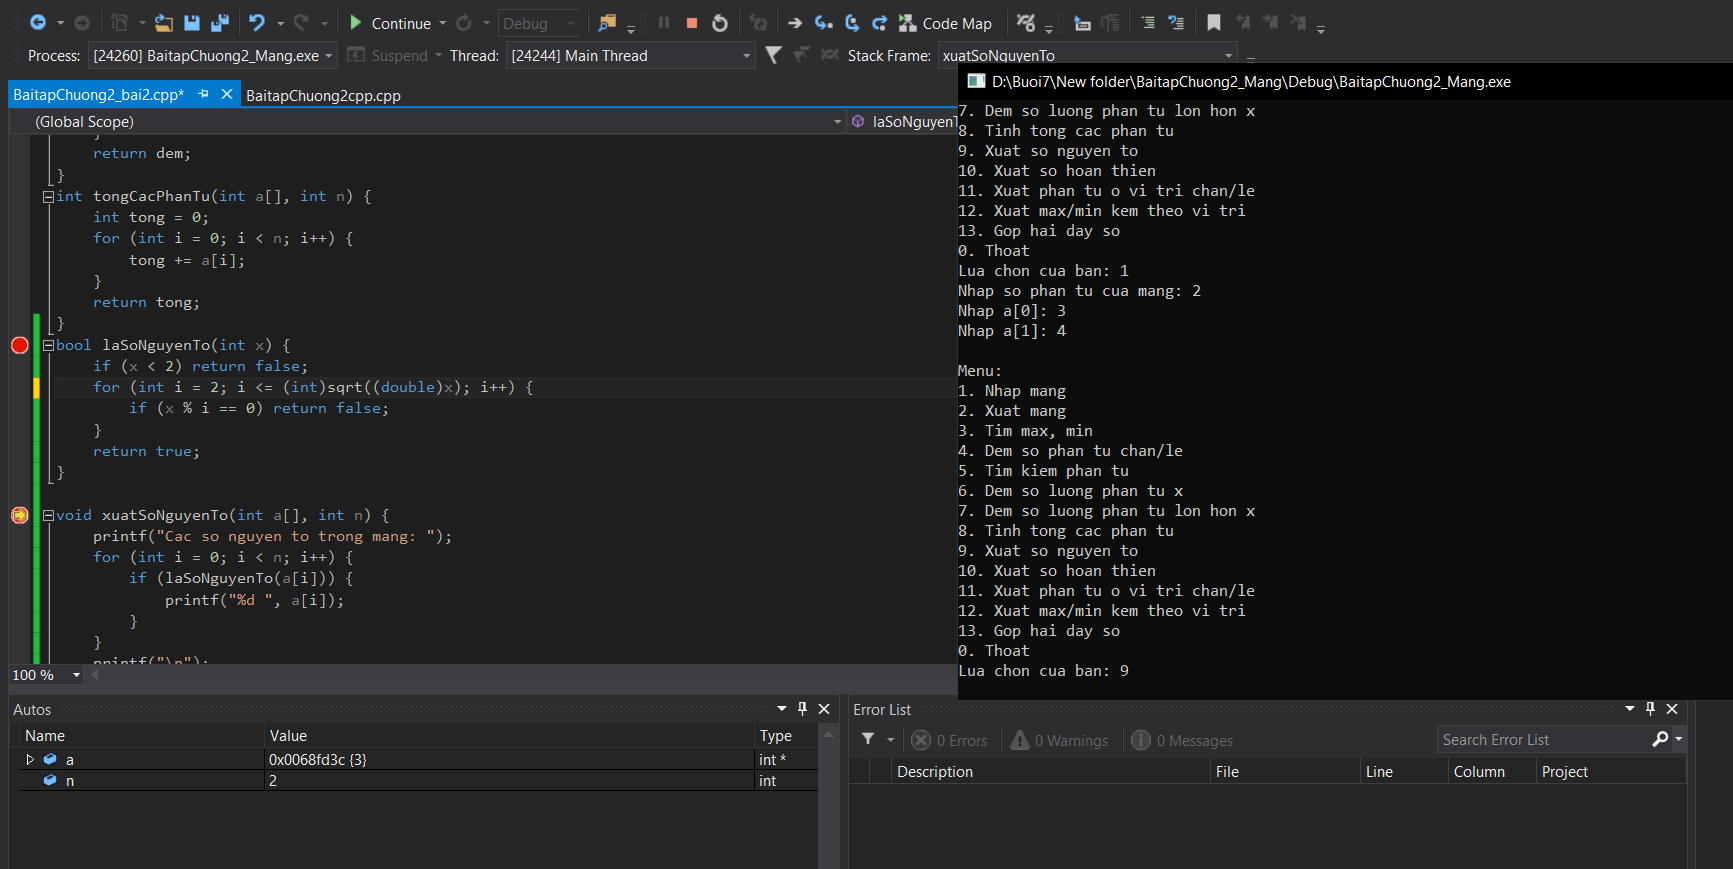 Continue
Debug
Code Map
Process: [24260] BaitapChuong2_Mang.exe Suspend Thread: [24244] Main Thread Stack Frame: xuatSoNguyenTo
BaitapChuong2_bai2.cpp* BaitapChuong2cpp.cpp
(Global Scope) laSoNguyenT
}
return dem;
}
int tongCacPhanTu(int a[], int n) {
int tong = 0;
for (int i = 0; i < n; i++) {
tong += a[i];
}
return tong;
}
bool laSoNguyenTo(int x) {
if (x < 2) return false;
for (int i = 2; i <= (int)sqrt((double)x); i++) {
if (x % i == 0) return false;
}
return true;
}
void xuatSoNguyenTo(int a[], int n) {
printf("Cac so nguyen to trong mang: ");
for (int i = 0; i < n; i++) {
if (laSoNguyenTo(a[i])) {
printf("%d ", a[i]);
}
}
printf("\n");
100 %
D:\Buoi7\New folder\BaitapChuong2_Mang\Debug\BaitapChuong2_Mang.exe
7. Dem so luong phan tu lon hon x
8. Tinh tong cac phan tu
9. Xuat so nguyen to
10. Xuat so hoan thien
11. Xuat phan tu o vi tri chan/le
12. Xuat max/min kem theo vi tri
13. Gop hai day so
0. Thoat
Lua chon cua ban: 1
Nhap so phan tu cua mang: 2
Nhap a[0]: 3
Nhap a[1]: 4
Menu:
1. Nhap mang
2. Xuat mang
3. Tim max, min
4. Dem so phan tu chan/le
5. Tim kiem phan tu
6. Dem so luong phan tu x
7. Dem so luong phan tu lon hon x
8. Tinh tong cac phan tu
9. Xuat so nguyen to
10. Xuat so hoan thien
11. Xuat phan tu o vi tri chan/le
12. Xuat max/min kem theo vi tri
13. Gop hai day so
0. Thoat
Lua chon cua ban: 9
Autos
Name Value Type
a 0x0068fd3c {3} int *
n 2 int
Error List
0 Errors 0 Warnings 0 Messages Search Error List
Description File Line Column Project